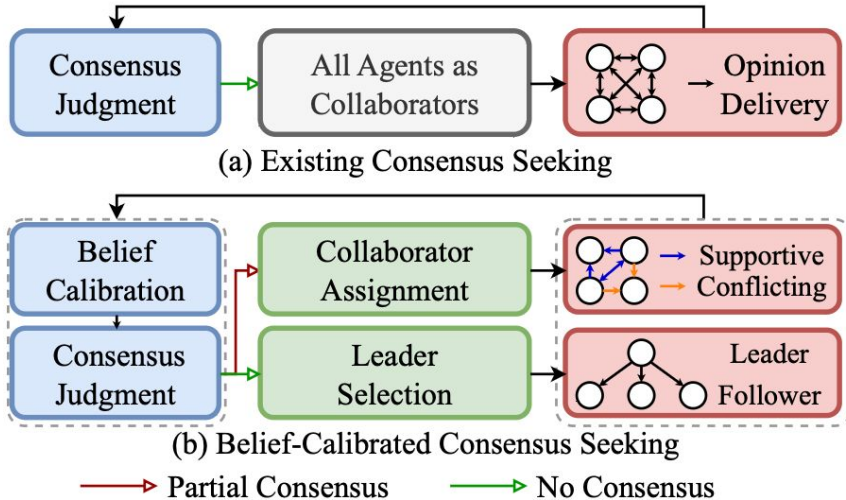 Consensus
Judgment
All Agents as
Collaborators
Opinion
Delivery
(a) Existing Consensus Seeking
Belief
Calibration
Collaborator
Assignment
Supportive
Conflicting
Consensus
Judgment
Leader
Selection
Leader
Follower
(b) Belief-Calibrated Consensus Seeking
Partial Consensus
No Consensus